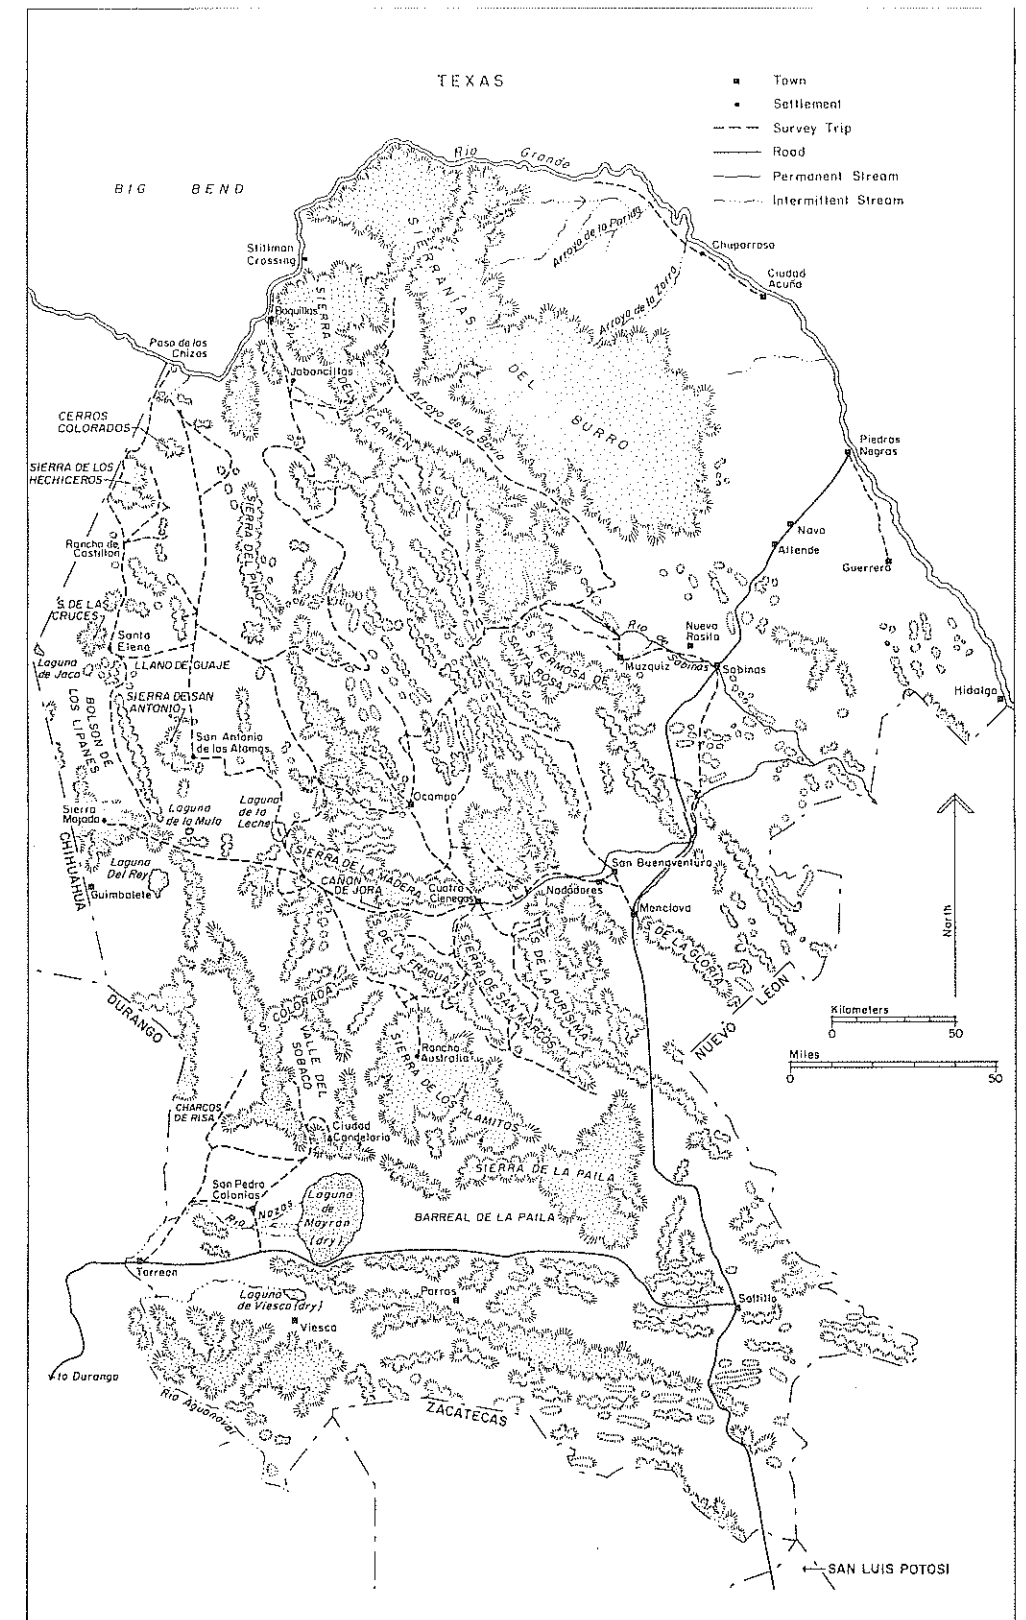 TEXAS
Town
Settlement
Survey Trip
Road
Permanent Stream
Intermittent Stream
Rio Grande
BIG BEND
Stillman
Crossing
SIERRANIAS
DEL
BURRO
Arroyo de la Parida
Chuparrosa
Ciudad
Acuña
Arroyo de la Zorra
Boquillas
SIERRA
DEL
CARMEN
Paso de los
Chizos
Jaboncillos
Arroyo de la Bavia
CERROS
COLORADOS
Piedras
Negras
SIERRA DE LOS
HECHICEROS
SIERRA DEL PINO
Nava
Allende
Guerrero
Rancho de
Castillon
S. DE LAS
CRUCES
Santa
Elena
Rio de Sabinas
Nueva
Rosita
Muzquiz
Sabinas
S. HERMOSA DE
SANTA ROSA
Laguna
de Jaco
LLANO DE GUAJE
Hidalgo
SIERRA DE SAN
ANTONIO
BOLSON DE
LOS LIPANES
San Antonio
de los Alamos
Ocampo
Sierra
Mojada
Laguna
de la Mula
Laguna
de la
Leche
CHIHUAHUA
SIERRA DE LA MADERA
CAÑON
DE JORA
Cuatro
Cienegas
San Buenaventura
Nadadores
Laguna
Del Rey
Guimbalete
Monclova
S. DE LA GLORIA
S. DE LA FRAGUA
SIERRA DE SAN MARCOS
S. DE LA PURISIMA
North
NUEVO LEON
DURANGO
S. COLORADA
VALLE DEL
SOBACO
Rancho
Australia
SIERRA DE LOS ALAMITOS
Kilometers
0 50
Miles
0 50
CHARCOS
DE RISA
Ciudad
Candelaria
SIERRA DE LA PAILA
San Pedro
Colonias
Rio Nazas
Laguna
de
Mayran
(dry)
BARREAL DE LA PAILA
Torreon
Laguna
de Viesca (dry)
Viesca
Parras
Saltillo
to Durango
Rio Aguanaval
ZACATECAS
SAN LUIS POTOSI